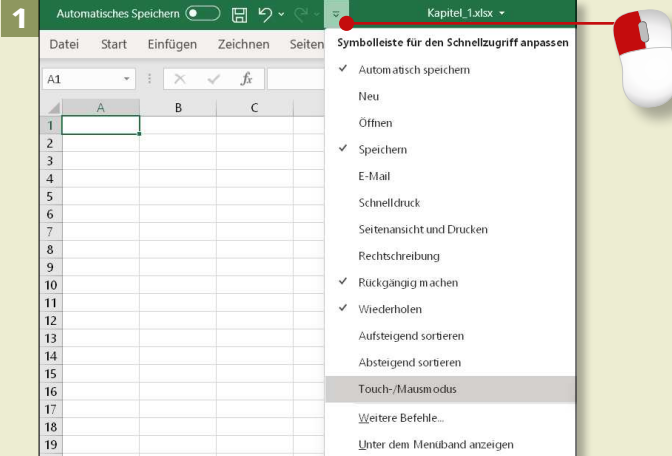 1
Automatisches Speichern
Kapitel_1.xlsx
Datei Start Einfügen Zeichnen Seiten
Symbolleiste für den Schnellzugriff anpassen
A1
fx
✓ Automatisch speichern
Neu
Öffnen
✓ Speichern
E-Mail
Schnelldruck
Seitenansicht und Drucken
Rechtschreibung
✓ Rückgängig machen
✓ Wiederholen
Aufsteigend sortieren
Absteigend sortieren
Touch-/Mausmodus
Weitere Befehle...
Unter dem Menüband anzeigen
A B C
1
2
3
4
5
6
7
8
9
10
11
12
13
14
15
16
17
18
19